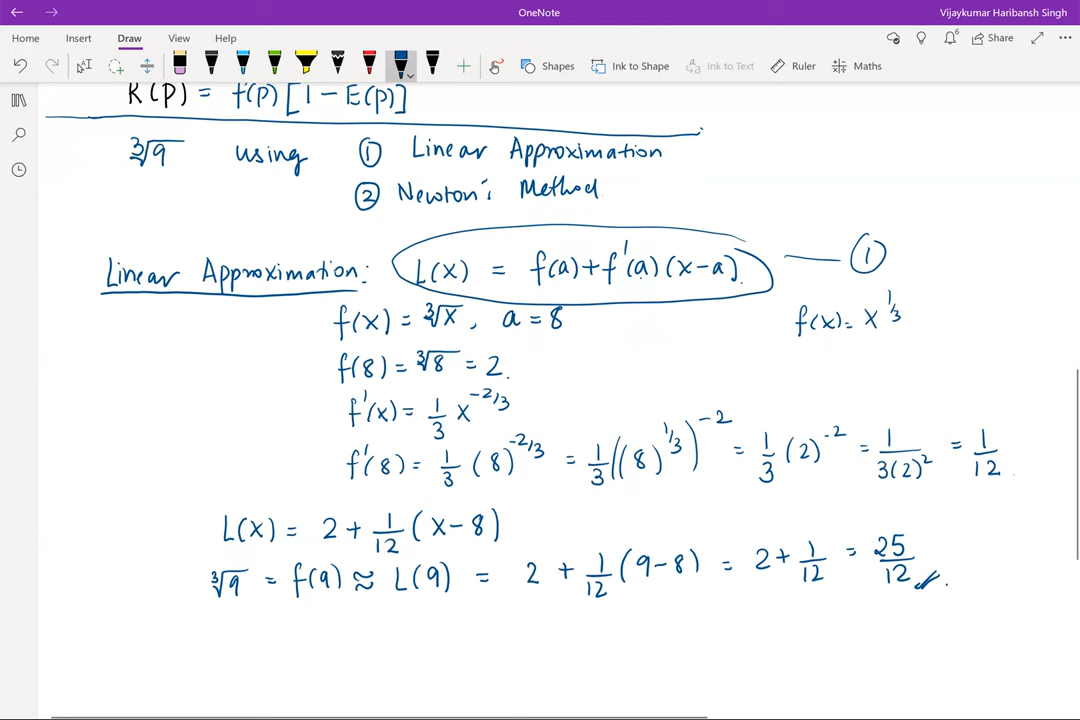 OneNote
Vijaykumar Haribansh Singh
Home Insert Draw View Help
6 Share
Shapes Ink to Shape Ink to Text Ruler Maths
R(p) = f(p) [1 − E(p)]
∛9 using ① Linear Approximation
② Newton's Method
Linear Approximation: L(x) = f(a) + f'(a) (x − a). ①
f(x) = ∛x, a = 8 f(x) = x^1/3
f(8) = ∛8 = 2.
f'(x) = 1/3 x^-2/3
f'(8) = 1/3 (8)^-2/3 = 1/3 ((8)^1/3)^-2 = 1/3 (2)^-2 = 1/3(2)^2 = 1/12
L(x) = 2 + 1/12 (x − 8)
∛9 = f(9) ≈ L(9) = 2 + 1/12 (9 − 8) = 2 + 1/12 = 25/12